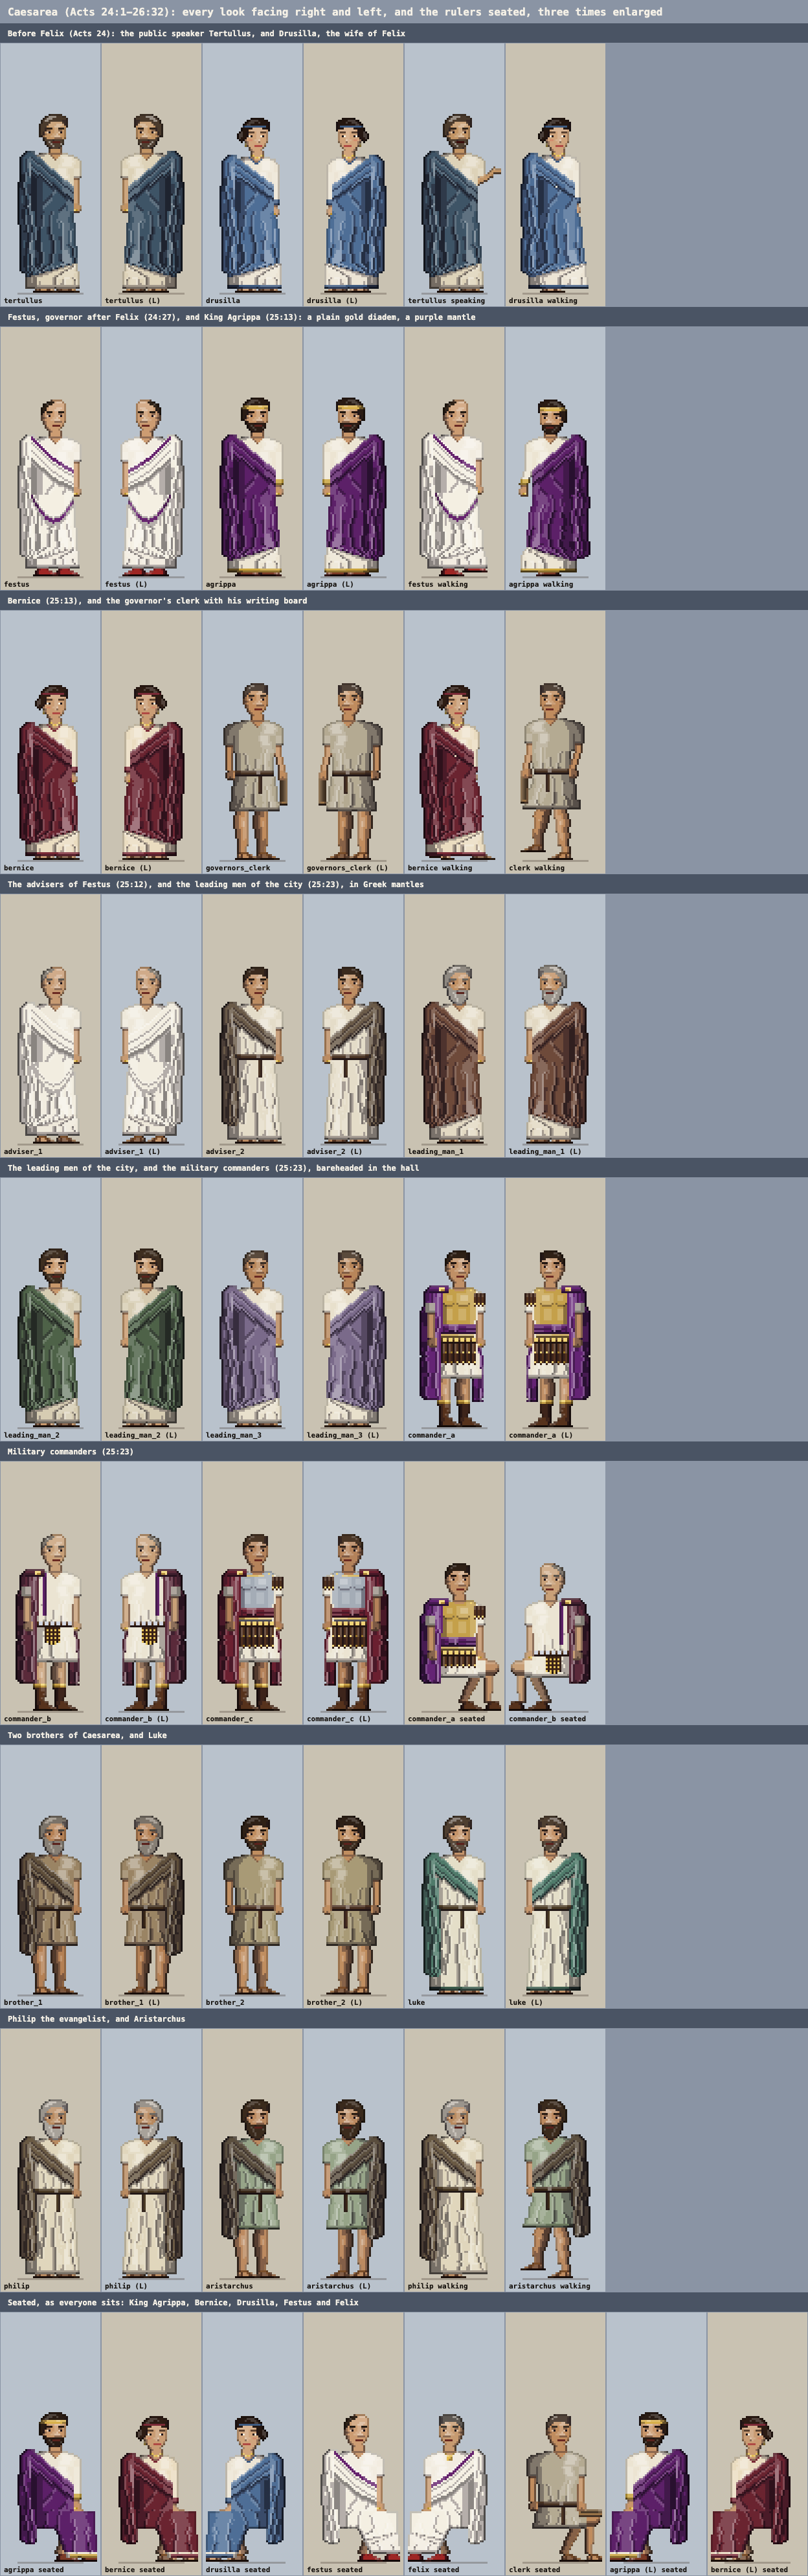 Caesarea (Acts 24:1–26:32): every look facing right and left, and the rulers seated, three times enlarged
Before Felix (Acts 24): the public speaker Tertullus, and Drusilla, the wife of Felix
tertullus
tertullus (L)
drusilla
drusilla (L)
tertullus speaking
drusilla walking
Festus, governor after Felix (24:27), and King Agrippa (25:13): a plain gold diadem, a purple mantle
festus
festus (L)
agrippa
agrippa (L)
festus walking
agrippa walking
Bernice (25:13), and the governor's clerk with his writing board
bernice
bernice (L)
governors_clerk
governors_clerk (L)
bernice walking
clerk walking
The advisers of Festus (25:12), and the leading men of the city (25:23), in Greek mantles
adviser_1
adviser_1 (L)
adviser_2
adviser_2 (L)
leading_man_1
leading_man_1 (L)
The leading men of the city, and the military commanders (25:23), bareheaded in the hall
leading_man_2
leading_man_2 (L)
leading_man_3
leading_man_3 (L)
commander_a
commander_a (L)
Military commanders (25:23)
commander_b
commander_b (L)
commander_c
commander_c (L)
commander_a seated
commander_b seated
Two brothers of Caesarea, and Luke
brother_1
brother_1 (L)
brother_2
brother_2 (L)
luke
luke (L)
Philip the evangelist, and Aristarchus
philip
philip (L)
aristarchus
aristarchus (L)
philip walking
aristarchus walking
Seated, as everyone sits: King Agrippa, Bernice, Drusilla, Festus and Felix
agrippa seated
bernice seated
drusilla seated
festus seated
felix seated
clerk seated
agrippa (L) seated
bernice (L) seated